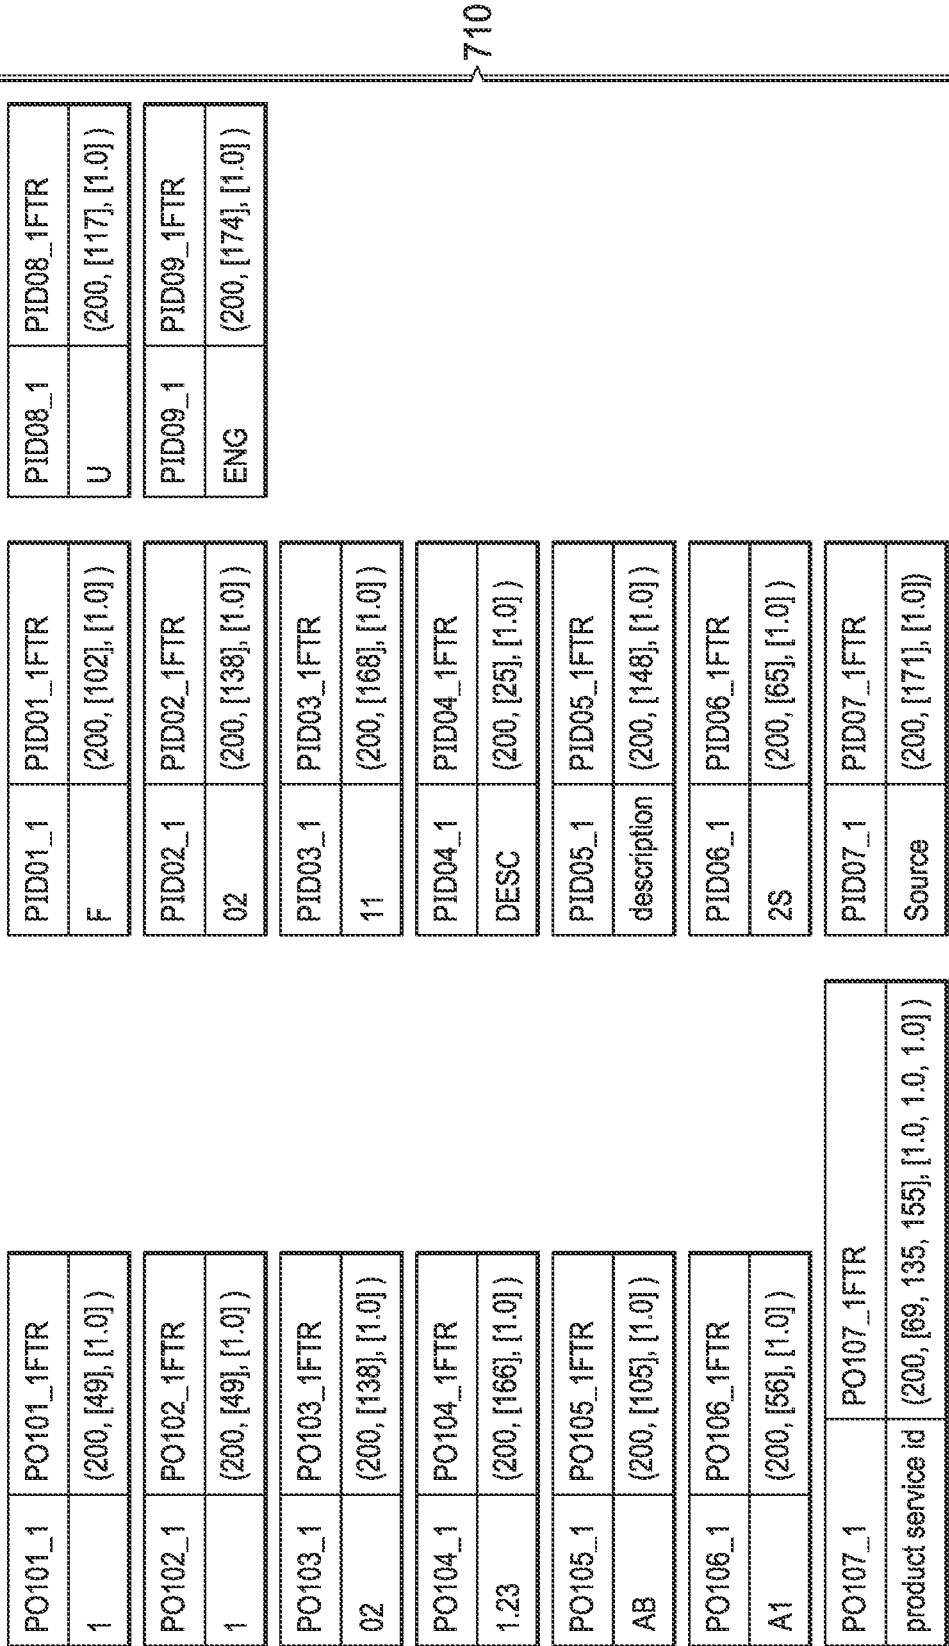 PO101_1 PO101_1FTR
1 (200, [49], [1.0] )
PO102_1 PO102_1FTR
1 (200, [49], [1.0] )
PO103_1 PO103_1FTR
02 (200, [138], [1.0] )
PO104_1 PO104_1FTR
1.23 (200, [166], [1.0] )
PO105_1 PO105_1FTR
AB (200, [105], [1.0] )
PO106_1 PO106_1FTR
A1 (200, [56], [1.0] )
PO107_1 PO107_1FTR
product service id (200, [69, 135, 155], [1.0, 1.0, 1.0] )
PID01_1 PID01_1FTR
F (200, [102], [1.0] )
PID02_1 PID02_1FTR
02 (200, [138], [1.0] )
PID03_1 PID03_1FTR
11 (200, [168], [1.0] )
PID04_1 PID04_1FTR
DESC (200, [25], [1.0] )
PID05_1 PID05_1FTR
description (200, [148], [1.0] )
PID06_1 PID06_1FTR
2S (200, [65], [1.0] )
PID07_1 PID07_1FTR
Source (200, [171], [1.0])
PID08_1 PID08_1FTR
U (200, [117], [1.0] )
PID09_1 PID09_1FTR
ENG (200, [174], [1.0] )
710